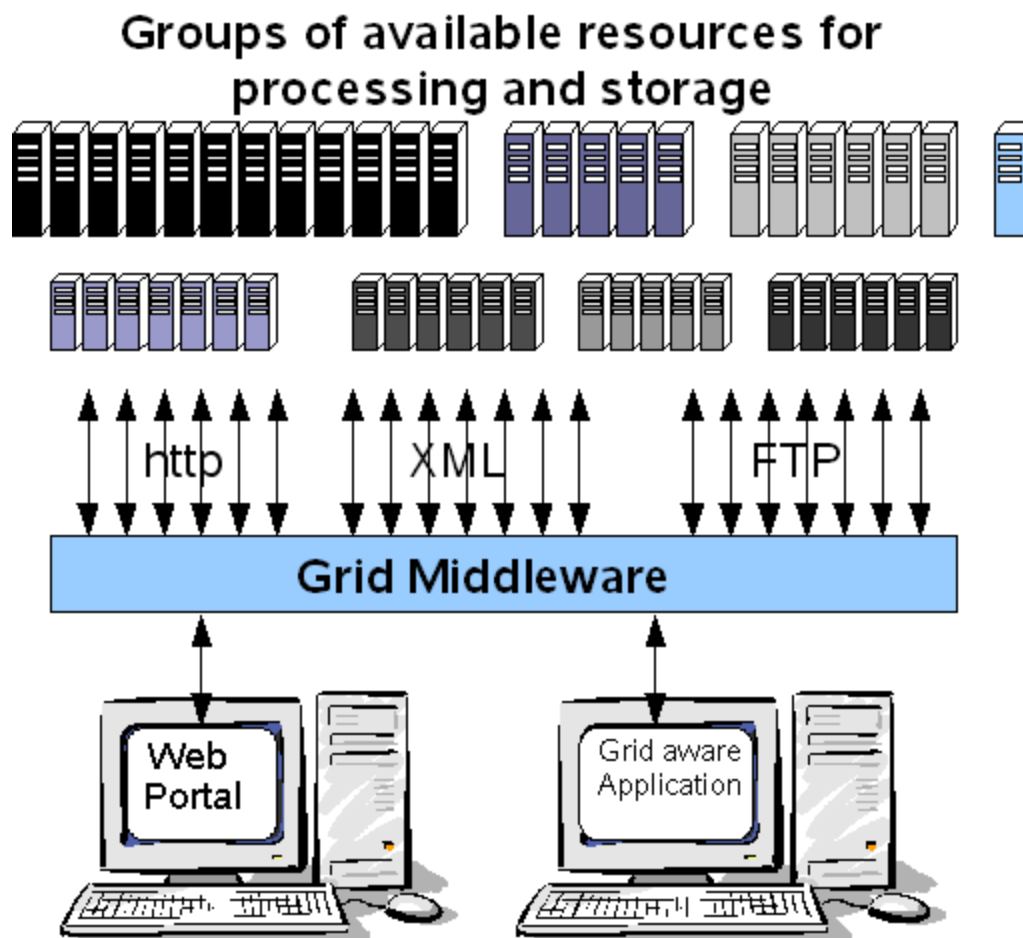 Groups of available resources for
processing and storage
http XML FTP
Grid Middleware
Web
Portal
Grid aware
Application